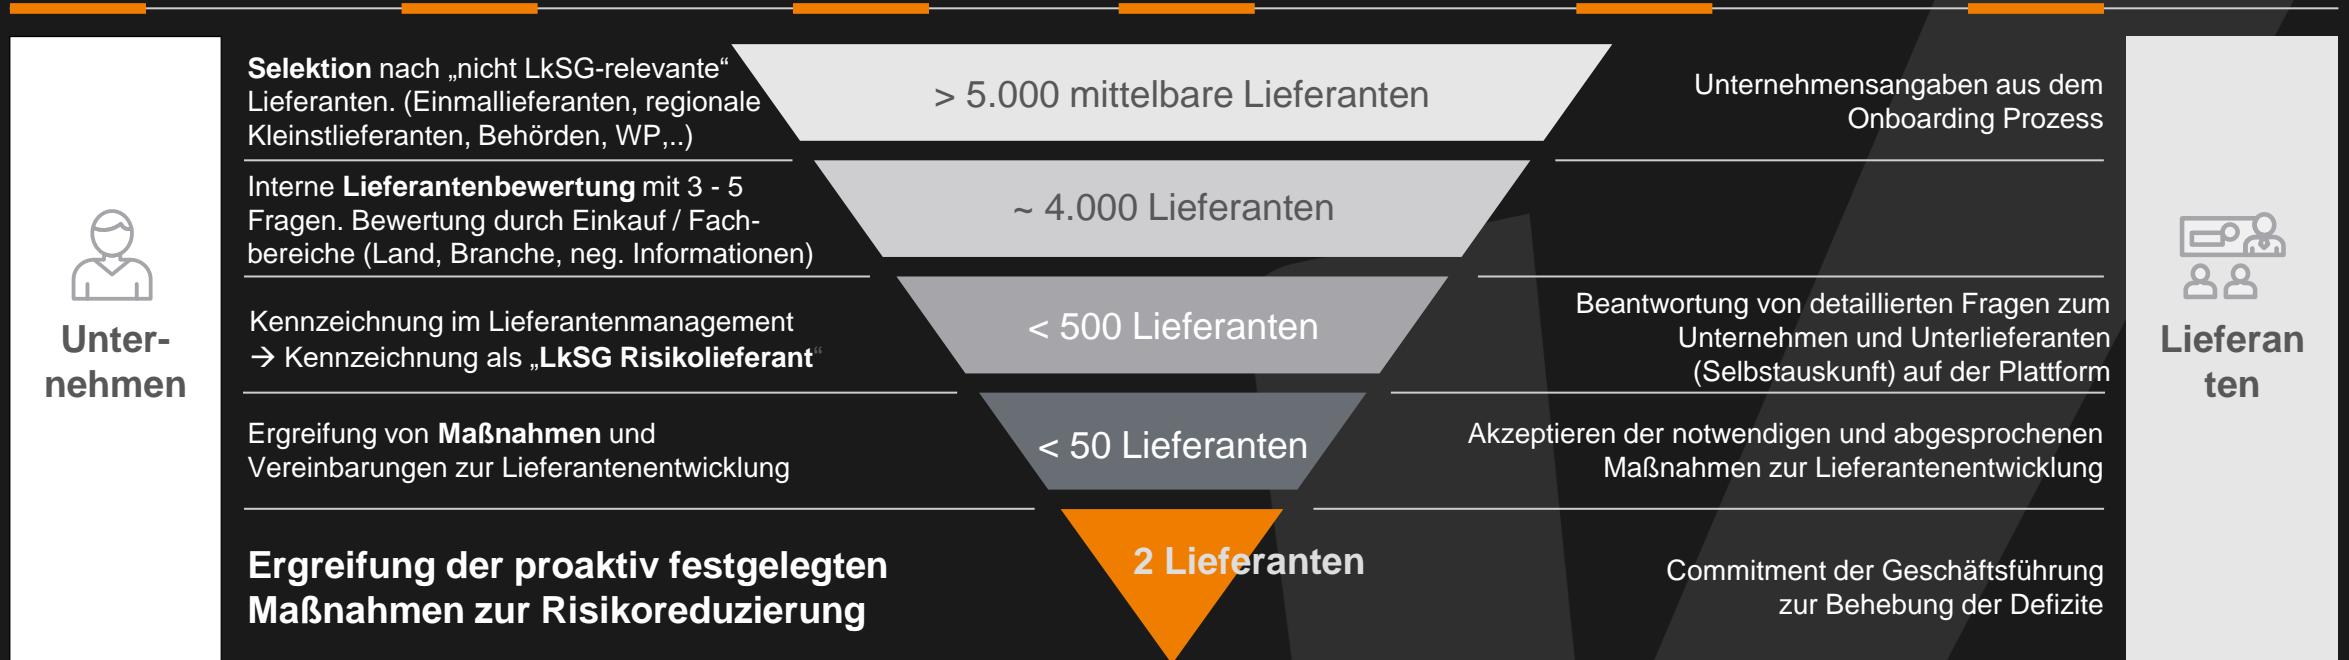 Unter-
nehmen
Selektion nach „nicht LkSG-relevante“
Lieferanten. (Einmallieferanten, regionale
Kleinstlieferanten, Behörden, WP,..)
> 5.000 mittelbare Lieferanten
Unternehmensangaben aus dem
Onboarding Prozess
Interne Lieferantenbewertung mit 3 - 5
Fragen. Bewertung durch Einkauf / Fach-
bereiche (Land, Branche, neg. Informationen)
~ 4.000 Lieferanten
Kennzeichnung im Lieferantenmanagement
→ Kennzeichnung als „LkSG Risikolieferant“
< 500 Lieferanten
Beantwortung von detaillierten Fragen zum
Unternehmen und Unterlieferanten
(Selbstauskunft) auf der Plattform
Ergreifung von Maßnahmen und
Vereinbarungen zur Lieferantenentwicklung
< 50 Lieferanten
Akzeptieren der notwendigen und abgesprochenen
Maßnahmen zur Lieferantenentwicklung
Ergreifung der proaktiv festgelegten
Maßnahmen zur Risikoreduzierung
2 Lieferanten
Commitment der Geschäftsführung
zur Behebung der Defizite
Lieferan
ten